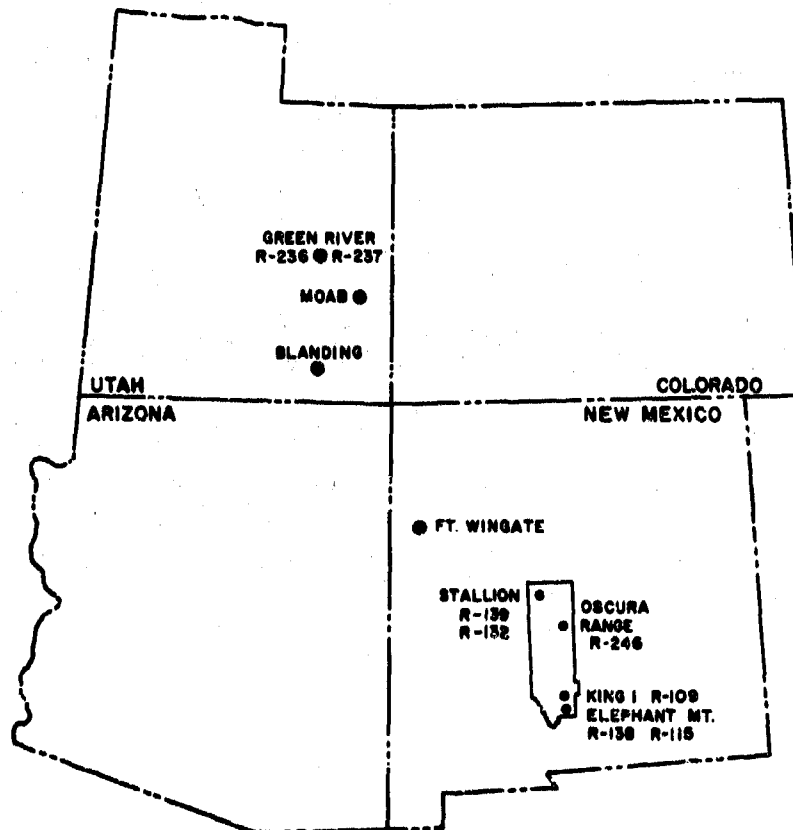 GREEN RIVER
R-236 R-237
MOAB
BLANDING
UTAH
COLORADO
ARIZONA
NEW MEXICO
FT. WINGATE
STALLION
R-139
R-132
OSCURA
RANGE
R-246
KING I R-109
ELEPHANT MT.
R-138 R-115